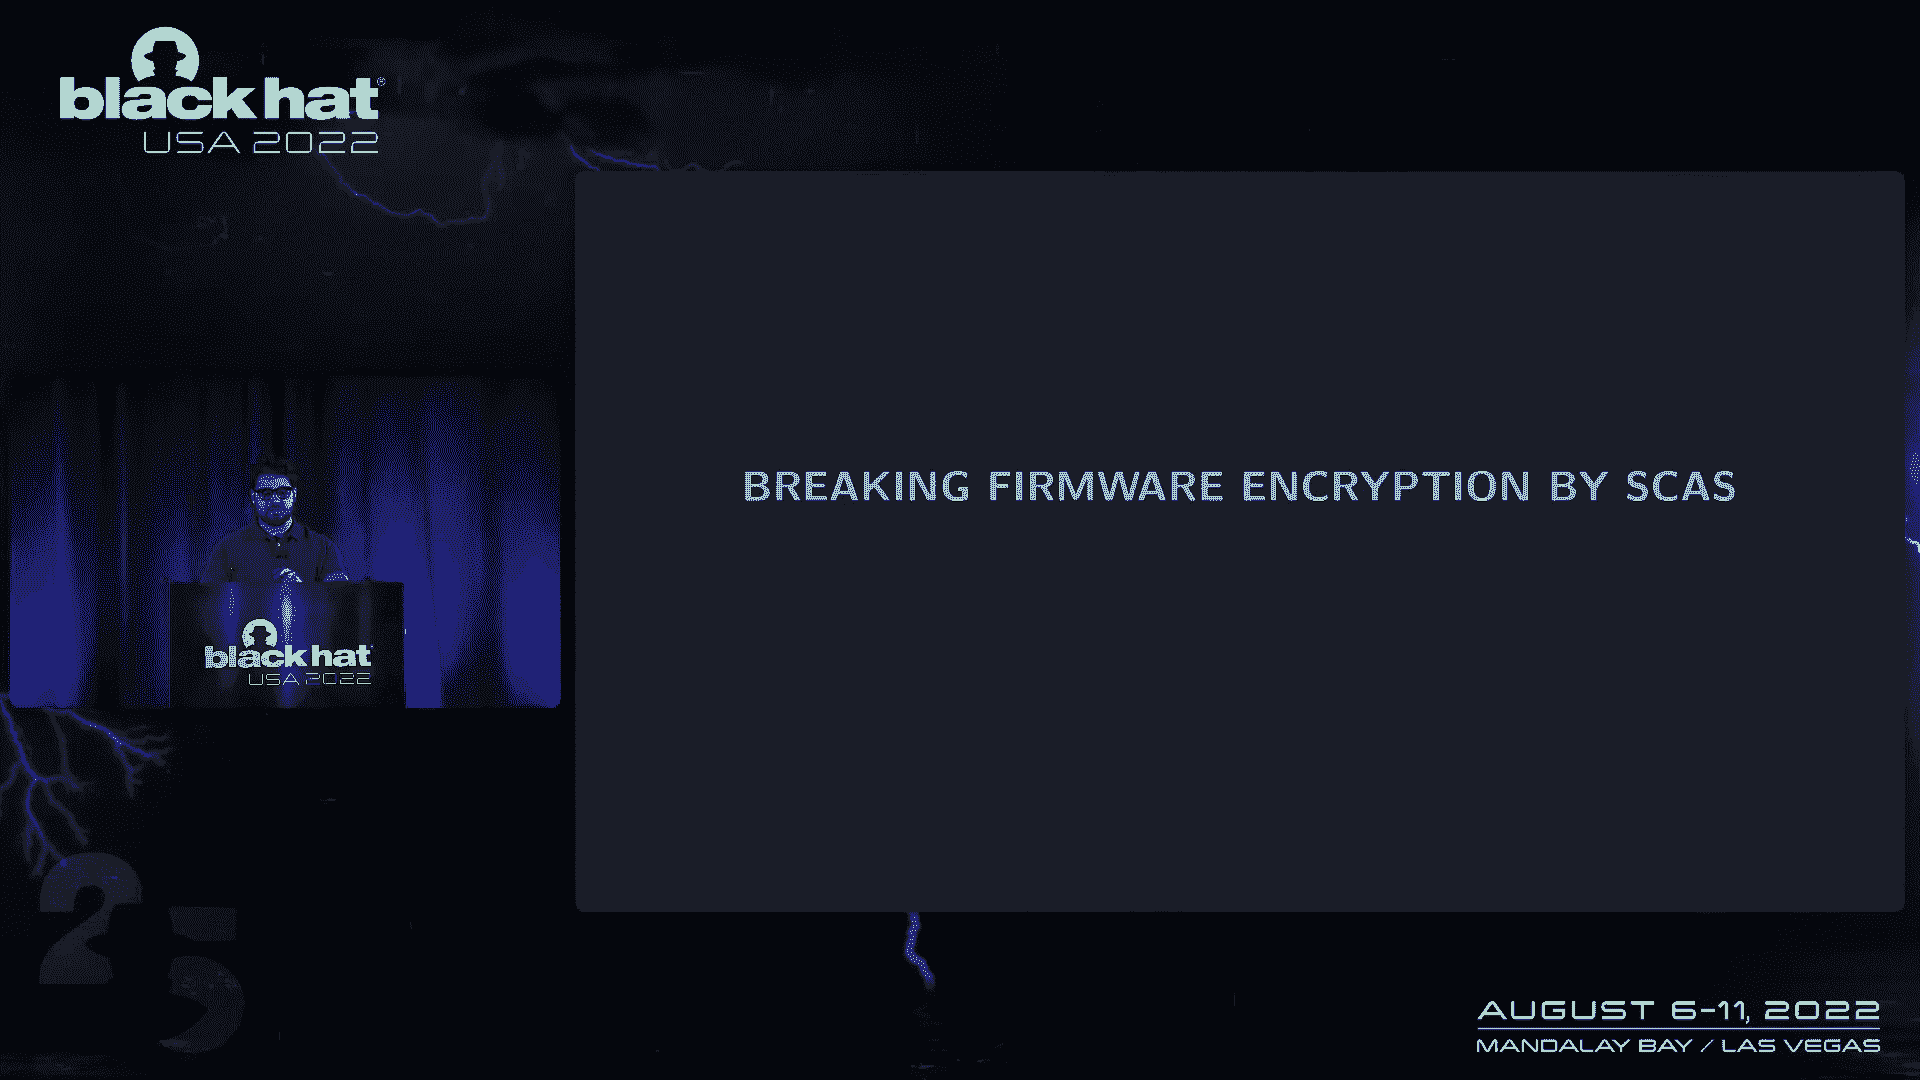 black hat®
USA 2022
BREAKING FIRMWARE ENCRYPTION BY SCAS
black hat
USA 2022
25
AUGUST 6-11, 2022
MANDALAY BAY / LAS VEGAS